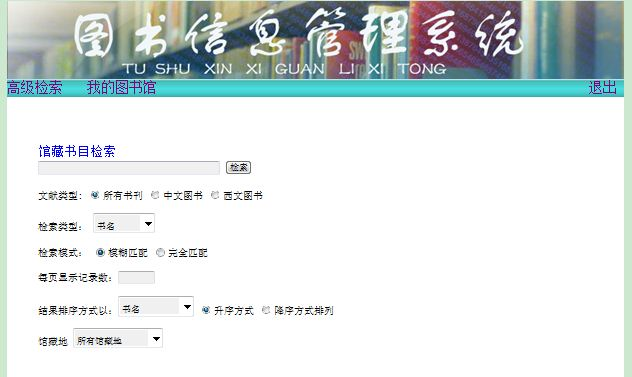 图书信息管理系统
TU SHU XIN XI GUAN LI XI TONG
高级检索 我的图书馆 退出
馆藏书目检索
检索
文献类型: 所有书刊 中文图书 西文图书
检索类型: 书名
检索模式: 模糊匹配 完全匹配
每页显示记录数:
结果排序方式以: 书名 升序方式 降序方式排列
馆藏地 所有馆藏地